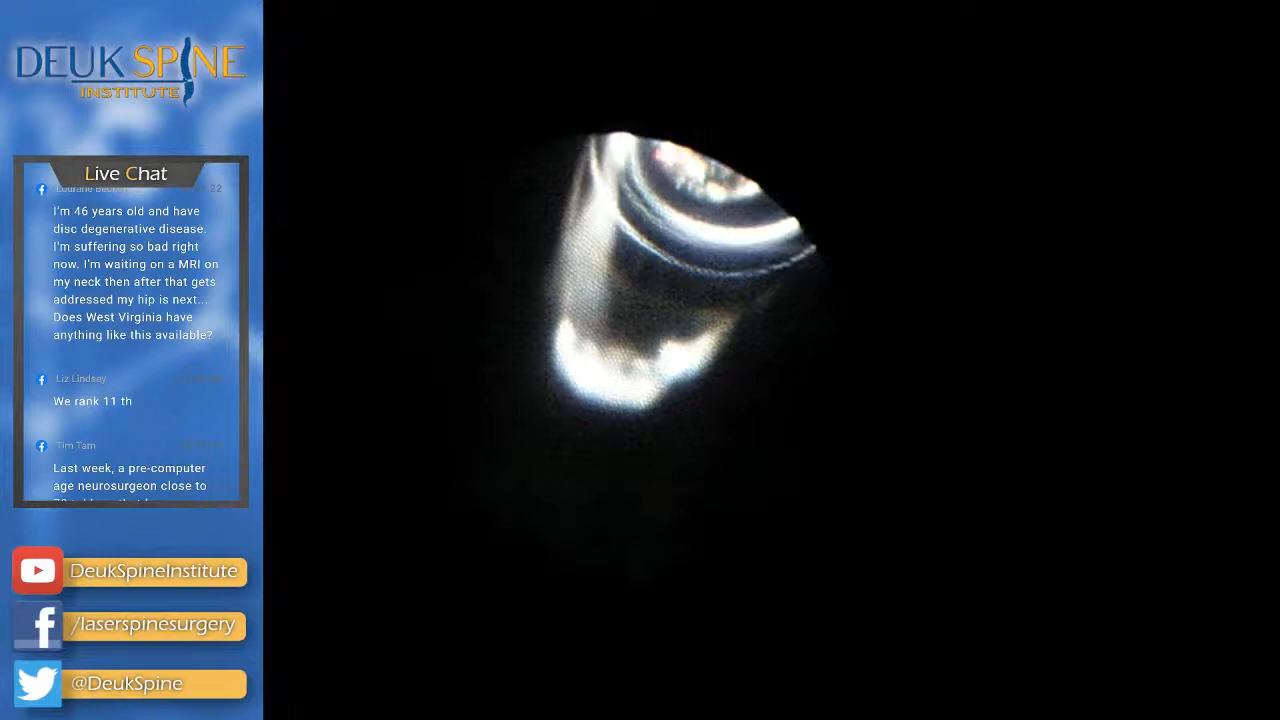 DEUK SPINE
INSTITUTE
Live Chat
22
I'm 46 years old and have
disc degenerative disease.
I'm suffering so bad right
now. I'm waiting on a MRI on
my neck then after that gets
addressed my hip is next...
Does West Virginia have
anything like this available?
Liz Lindsey
We rank 11 th
Tim Tam
Last week, a pre-computer
age neurosurgeon close to
DeukSpineInstitute
/laserspinesurgery
@DeukSpine